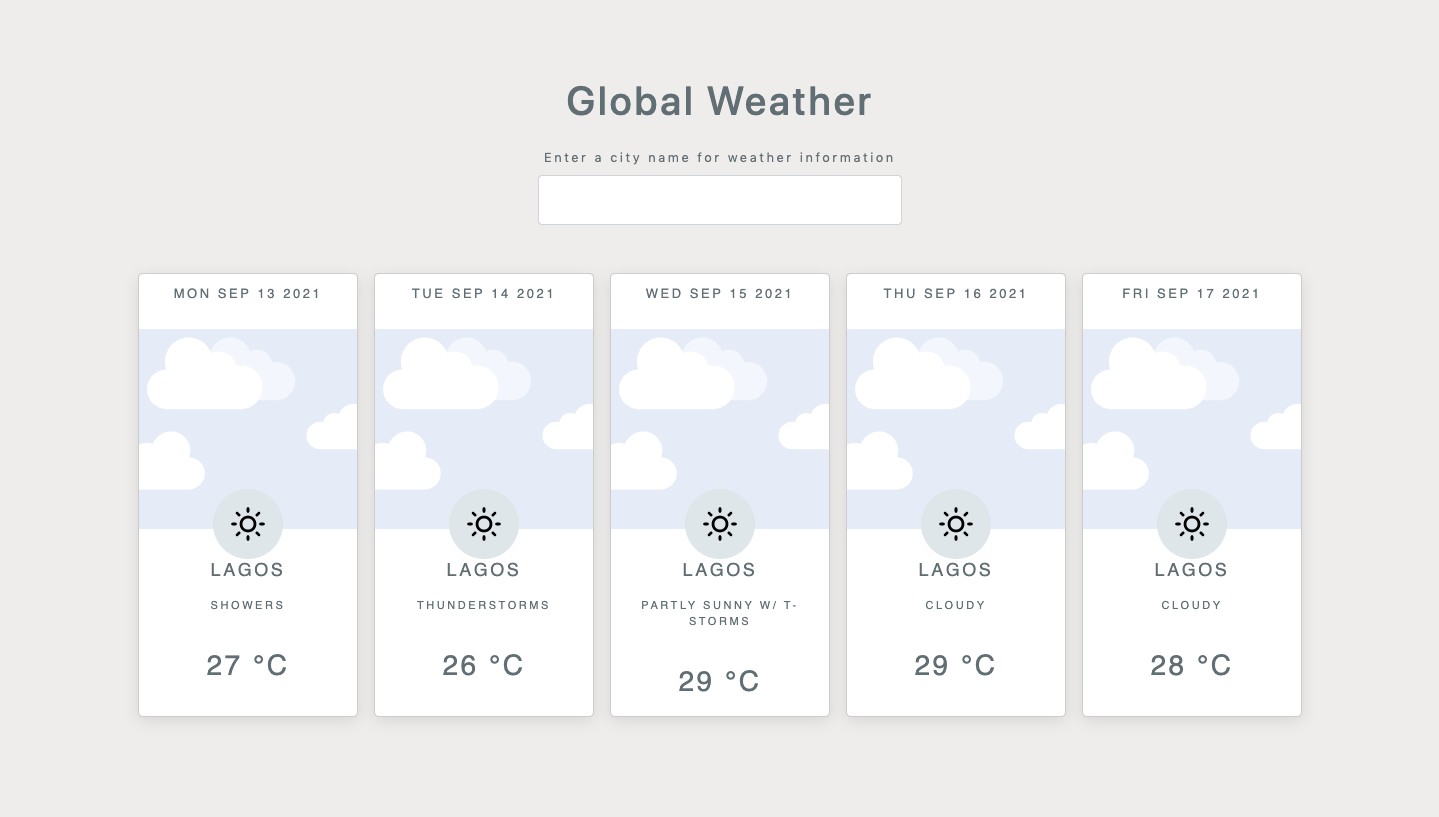 Global Weather
Enter a city name for weather information
MON SEP 13 2021
LAGOS
SHOWERS
27 °C
TUE SEP 14 2021
LAGOS
THUNDERSTORMS
26 °C
WED SEP 15 2021
LAGOS
PARTLY SUNNY W/ T-
STORMS
29 °C
THU SEP 16 2021
LAGOS
CLOUDY
29 °C
FRI SEP 17 2021
LAGOS
CLOUDY
28 °C